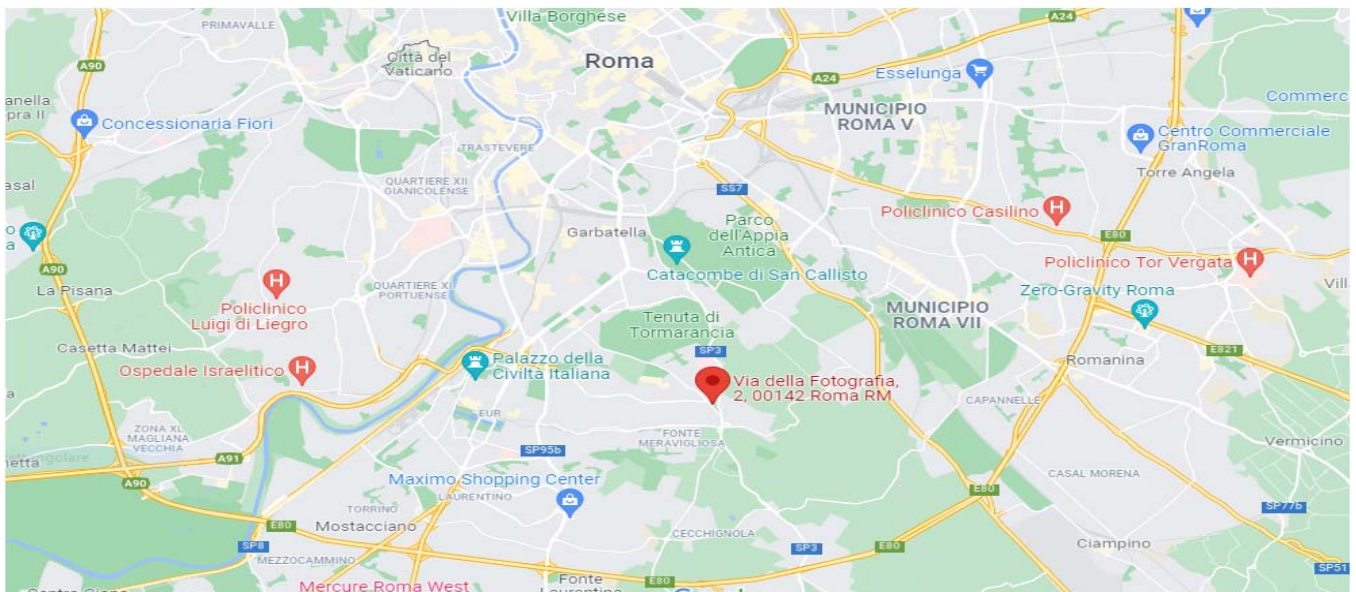 Villa Borghese
A24
PRIMAVALLE
Città del
Vaticano
Roma
A90
Esselunga
A24
Commerc
MUNICIPIO
ROMA V
Concessionaria Fiori
Centro Commerciale
GranRoma
TRASTEVERE
Torre Angela
QUARTIERE XII
GIANICOLENSE
SS7
Policlinico Casilino
Parco
dell'Appia
Antica
Garbatella
E80
A90
Catacombe di San Callisto
Policlinico Tor Vergata
La Pisana
QUARTIERE XI
PORTUENSE
Zero-Gravity Roma
Policlinico
Luigi di Liegro
MUNICIPIO
ROMA VII
Tenuta di
Tormarancia
Casetta Mattei
SP3
E821
Palazzo della
Civiltà Italiana
Romanina
Ospedale Israelitico
Via della Fotografia,
2, 00142 Roma RM
CAPANNELLE
EUR
ZONA XL
MAGLIANA
VECCHIA
FONTE
MERAVIGLIOSA
Vermicino
SP95b
A91
A90
Maximo Shopping Center
CASAL MORENA
E80
LAURENTINO
TORRINO
SP77b
Mostacciano
E80
CECCHIGNOLA
Ciampino
SP8
SP3
E80
MEZZOCAMMINO
SP51
Mercure Roma West
E80
Fonte